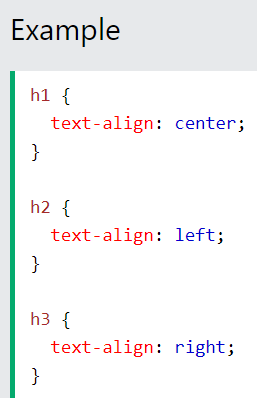 Example
h1 {
  text-align: center;
}
h2 {
  text-align: left;
}
h3 {
  text-align: right;
}